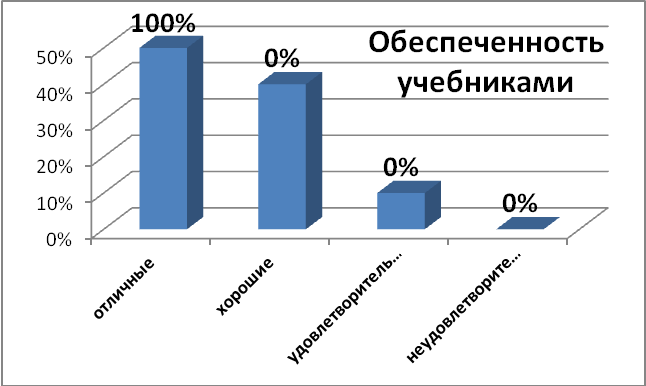 Обеспеченность
учебниками
100%
0%
0%
0%
50%
40%
30%
20%
10%
0%
отличные
хорошие
удовлетворитель...
неудовлетворите...